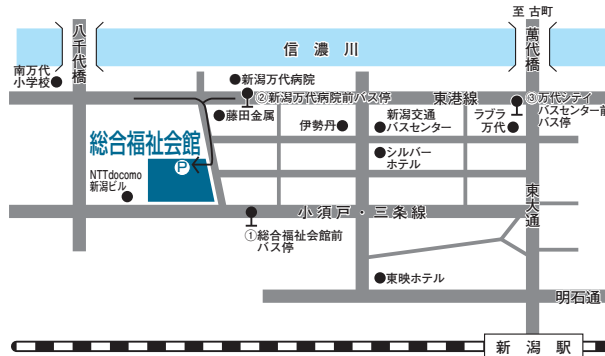 至 古町
八千代橋
萬代橋
信濃川
南万代
小学校
新潟万代病院
②新潟万代病院前バス停
東港線
③万代シテイ
バスセンター前
バス停
藤田金属
伊勢丹
新潟交通
バスセンター
ラブラ
万代
総合福祉会館
P
シルバー
ホテル
NTTdocomo
新潟ビル
東大通
小須戸・三条線
①総合福祉会館前
バス停
東映ホテル
明石通
新潟駅